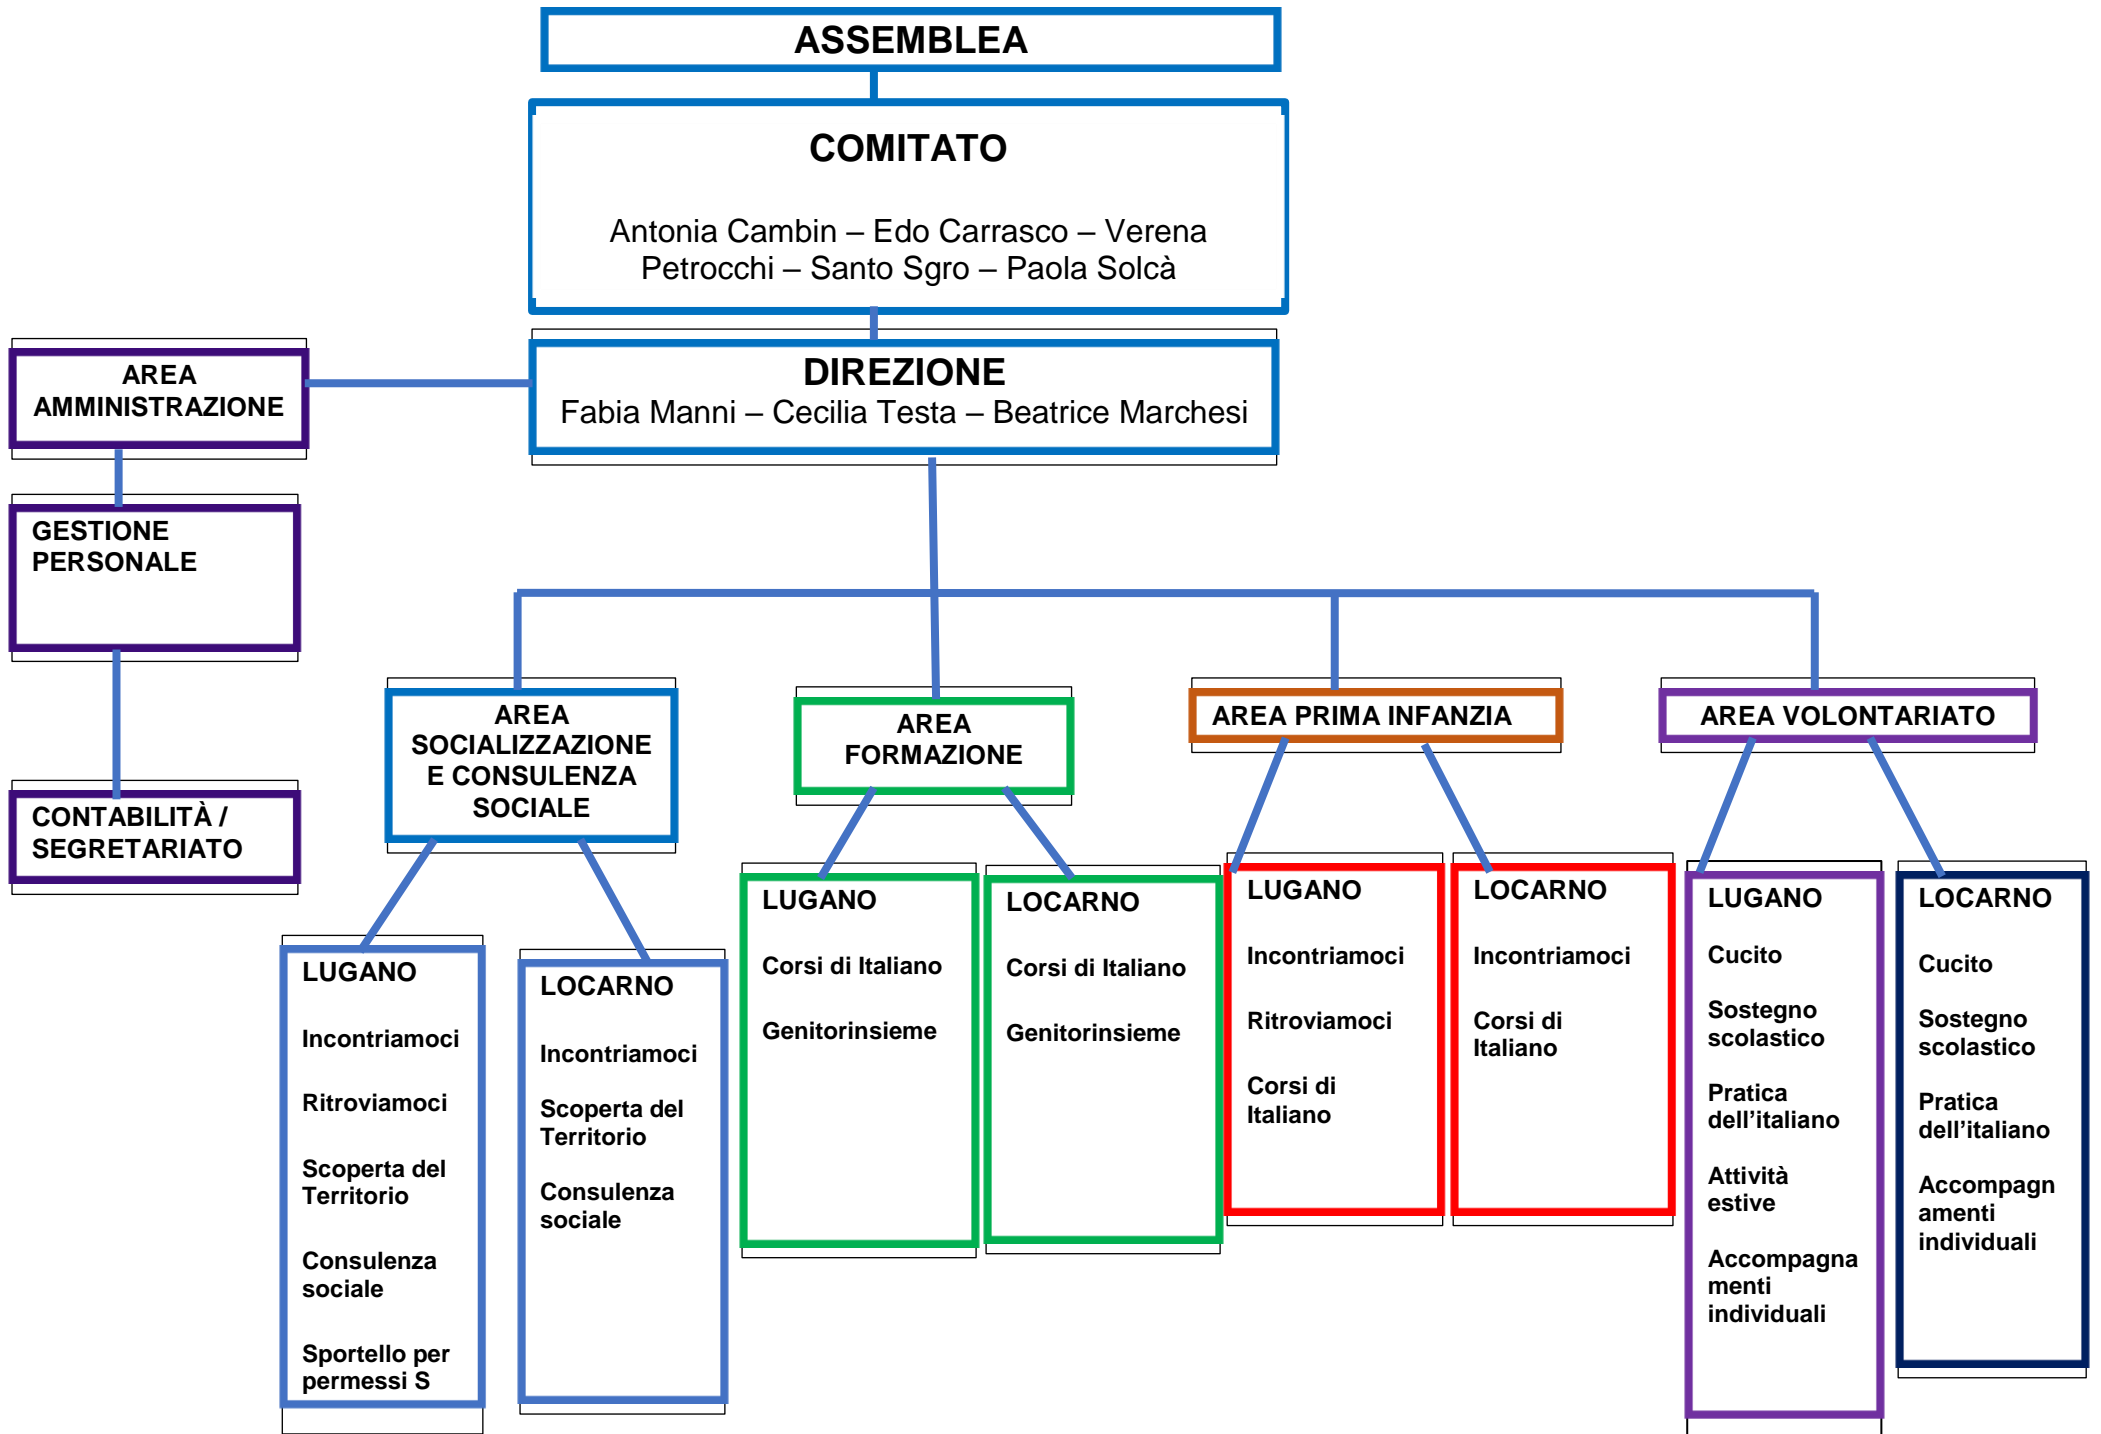 ASSEMBLEA
COMITATO
Antonia Cambin – Edo Carrasco – Verena
Petrocchi – Santo Sgro – Paola Solcà
DIREZIONE
Fabia Manni – Cecilia Testa – Beatrice Marchesi
AREA
AMMINISTRAZIONE
GESTIONE
PERSONALE
CONTABILITÀ /
SEGRETARIATO
AREA
SOCIALIZZAZIONE
E CONSULENZA
SOCIALE
LUGANO
Incontriamoci
Ritroviamoci
Scoperta del
Territorio
Consulenza
sociale
Sportello per
permessi S
LOCARNO
Incontriamoci
Scoperta del
Territorio
Consulenza
sociale
AREA
FORMAZIONE
LUGANO
Corsi di Italiano
Genitorinsieme
LOCARNO
Corsi di Italiano
Genitorinsieme
AREA PRIMA INFANZIA
LUGANO
Incontriamoci
Ritroviamoci
Corsi di
Italiano
LOCARNO
Incontriamoci
Corsi di
Italiano
AREA VOLONTARIATO
LUGANO
Cucito
Sostegno
scolastico
Pratica
dell’italiano
Attività
estive
Accompagna
menti
individuali
LOCARNO
Cucito
Sostegno
scolastico
Pratica
dell’italiano
Accompagn
amenti
individuali